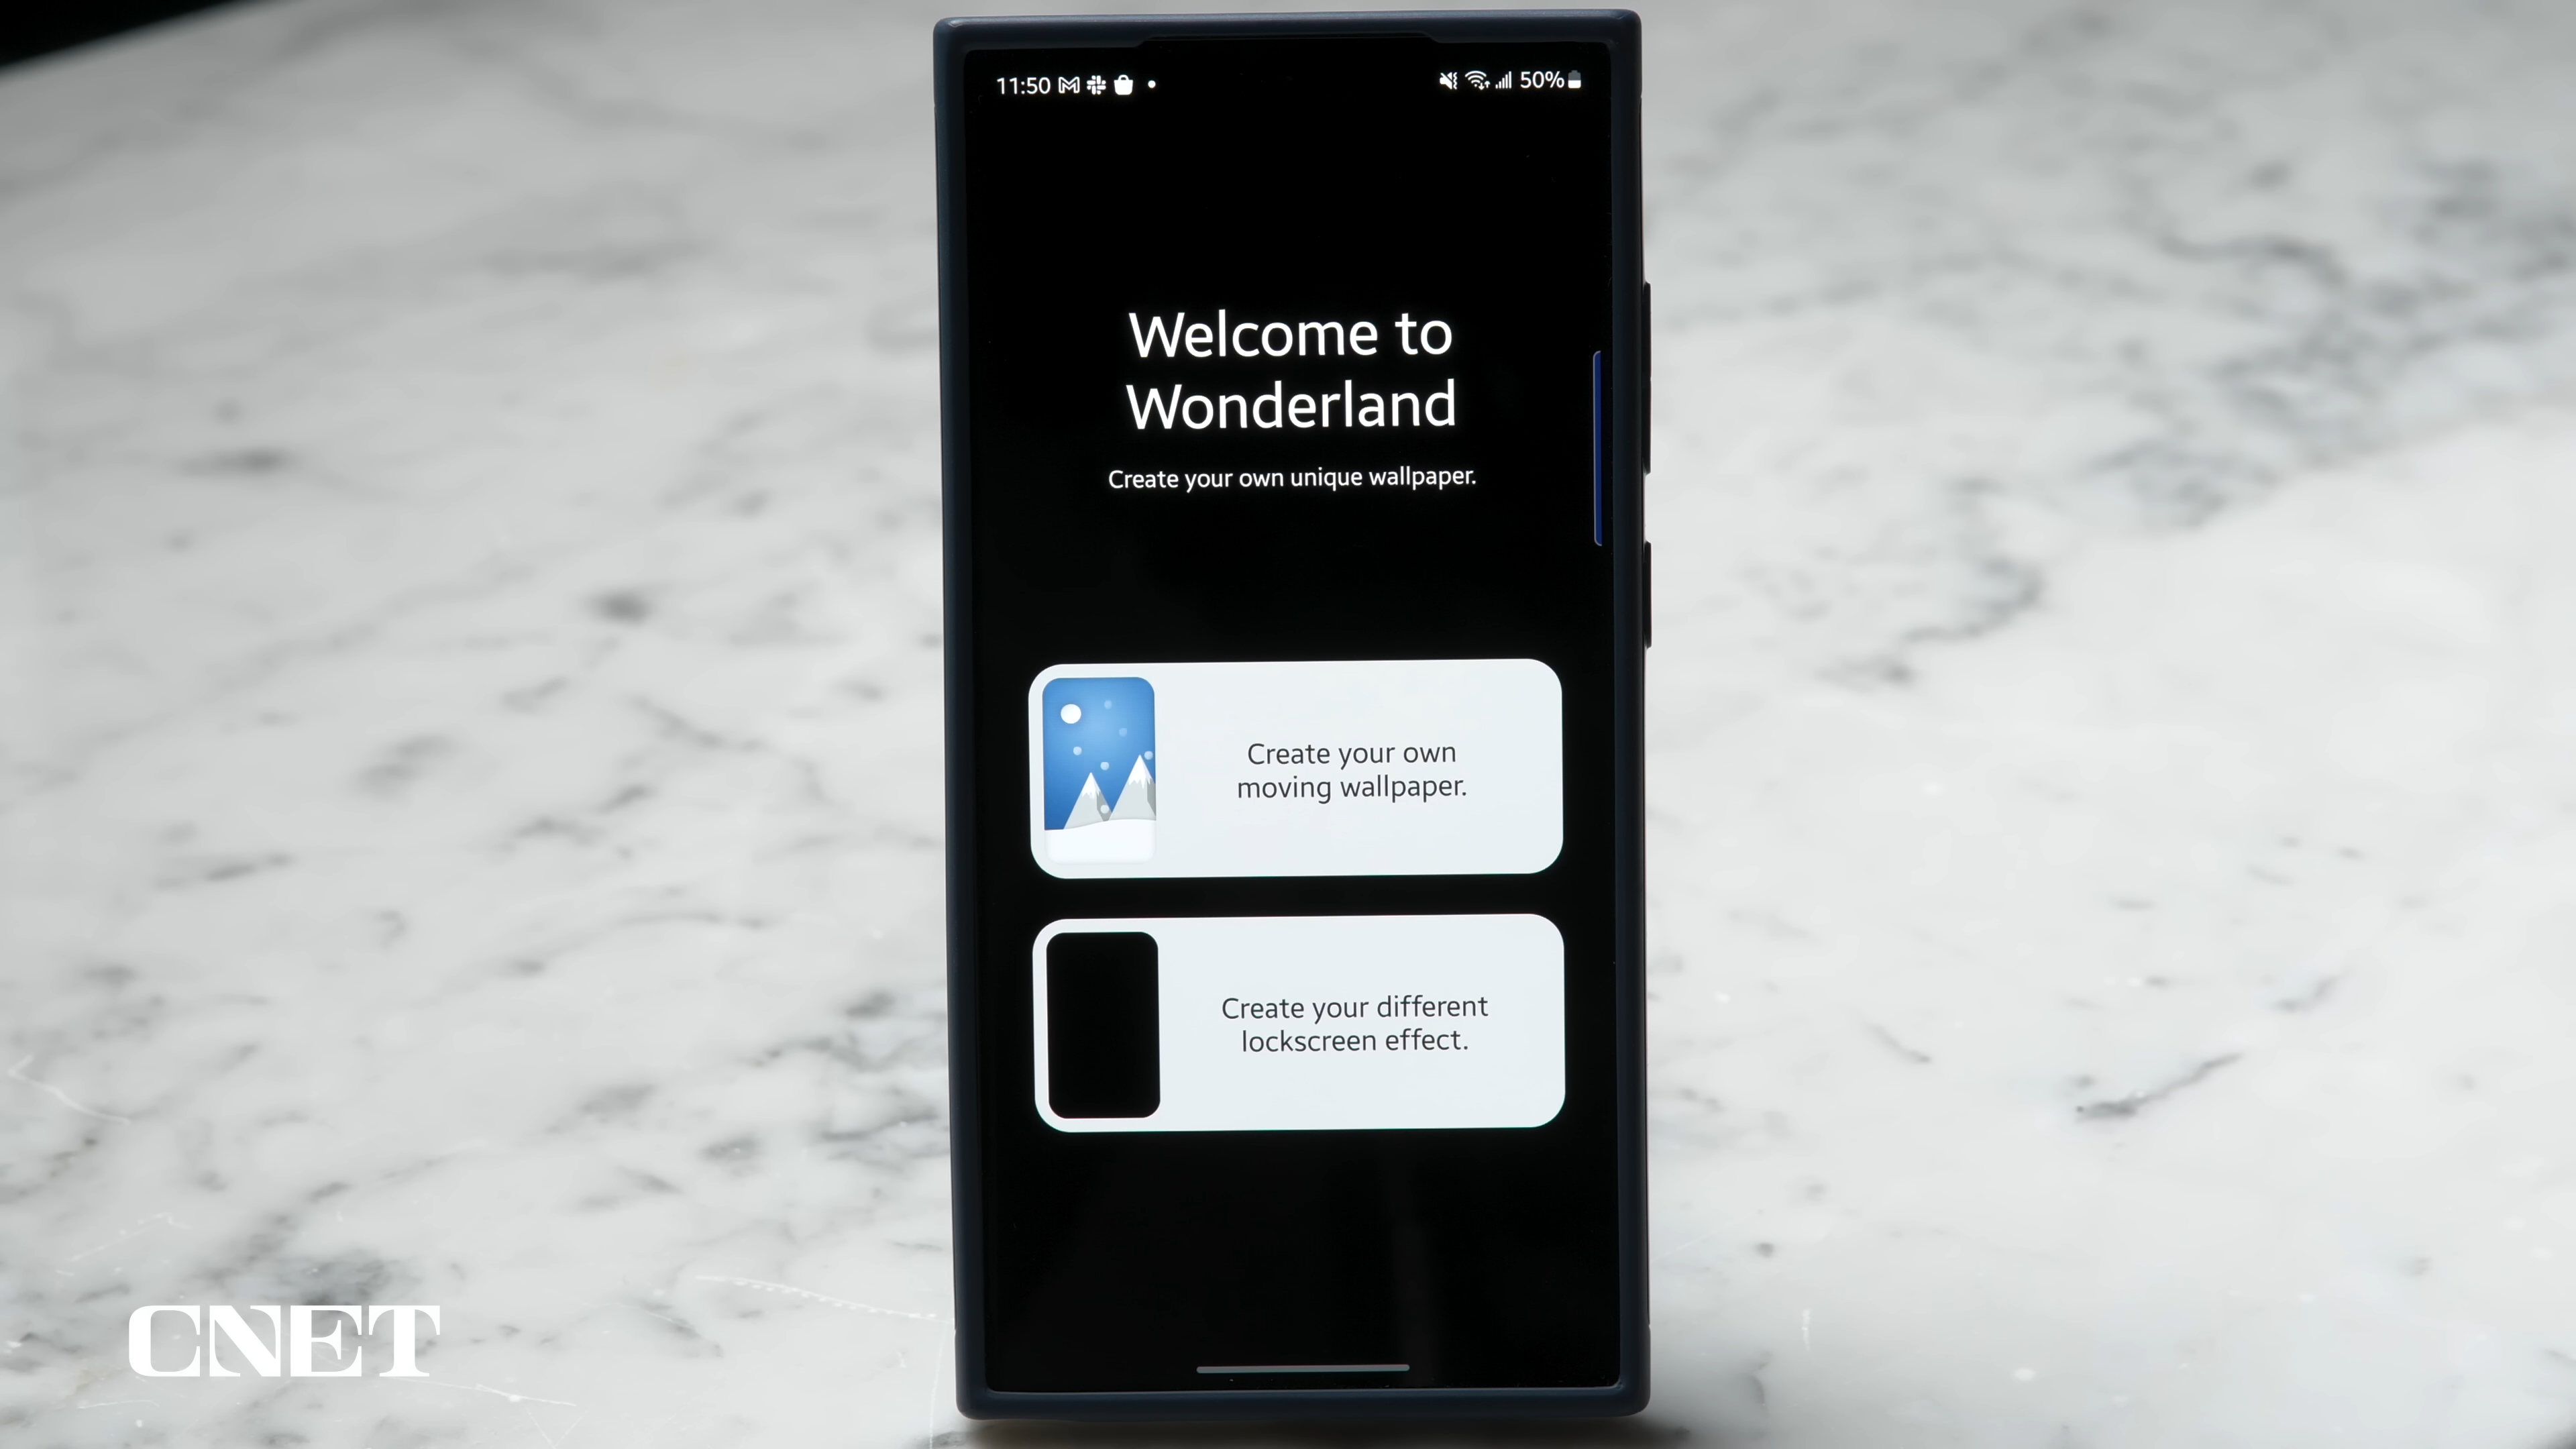 11:50
50%
Welcome to
Wonderland
Create your own unique wallpaper.
Create your own
moving wallpaper.
Create your different
lockscreen effect.
CNET